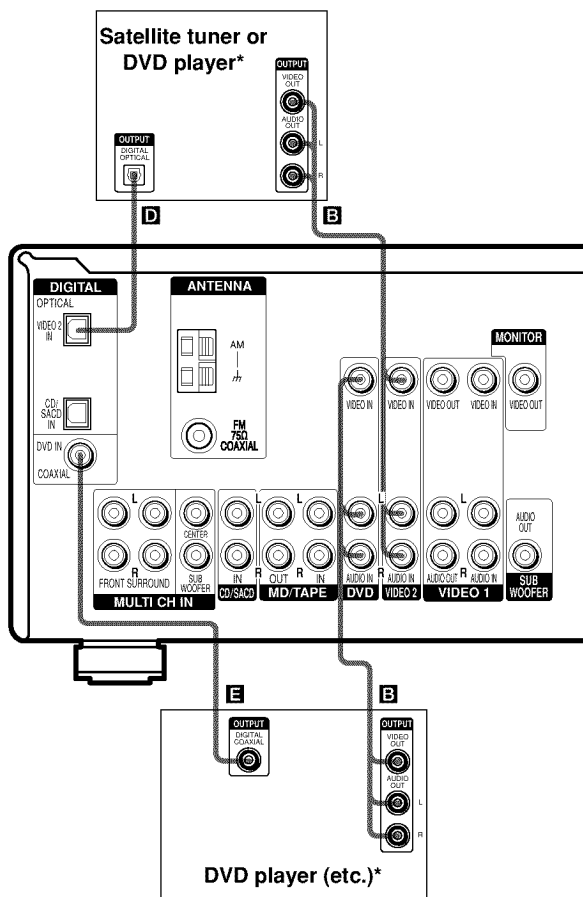 Satellite tuner or
DVD player*
OUTPUT
VIDEO
OUT
AUDIO
OUT
L
R
OUTPUT
DIGITAL
OPTICAL
D
B
DIGITAL
OPTICAL
VIDEO 2
IN
CD/
SACD
IN
DVD IN
COAXIAL
ANTENNA
AM
FM
75Ω
COAXIAL
MONITOR
VIDEO IN
VIDEO IN
VIDEO OUT
VIDEO IN
VIDEO OUT
L
L
L
L
CENTER
AUDIO
OUT
R
R
R
R
FRONT
SURROUND
SUB
WOOFER
IN
OUT
IN
AUDIO IN
AUDIO IN
AUDIO OUT
AUDIO IN
MULTI CH IN
CD/SACD
MD/TAPE
DVD
VIDEO 2
VIDEO 1
SUB
WOOFER
E
B
OUTPUT
DIGITAL
COAXIAL
OUTPUT
VIDEO
OUT
AUDIO
OUT
L
R
DVD player (etc.)*